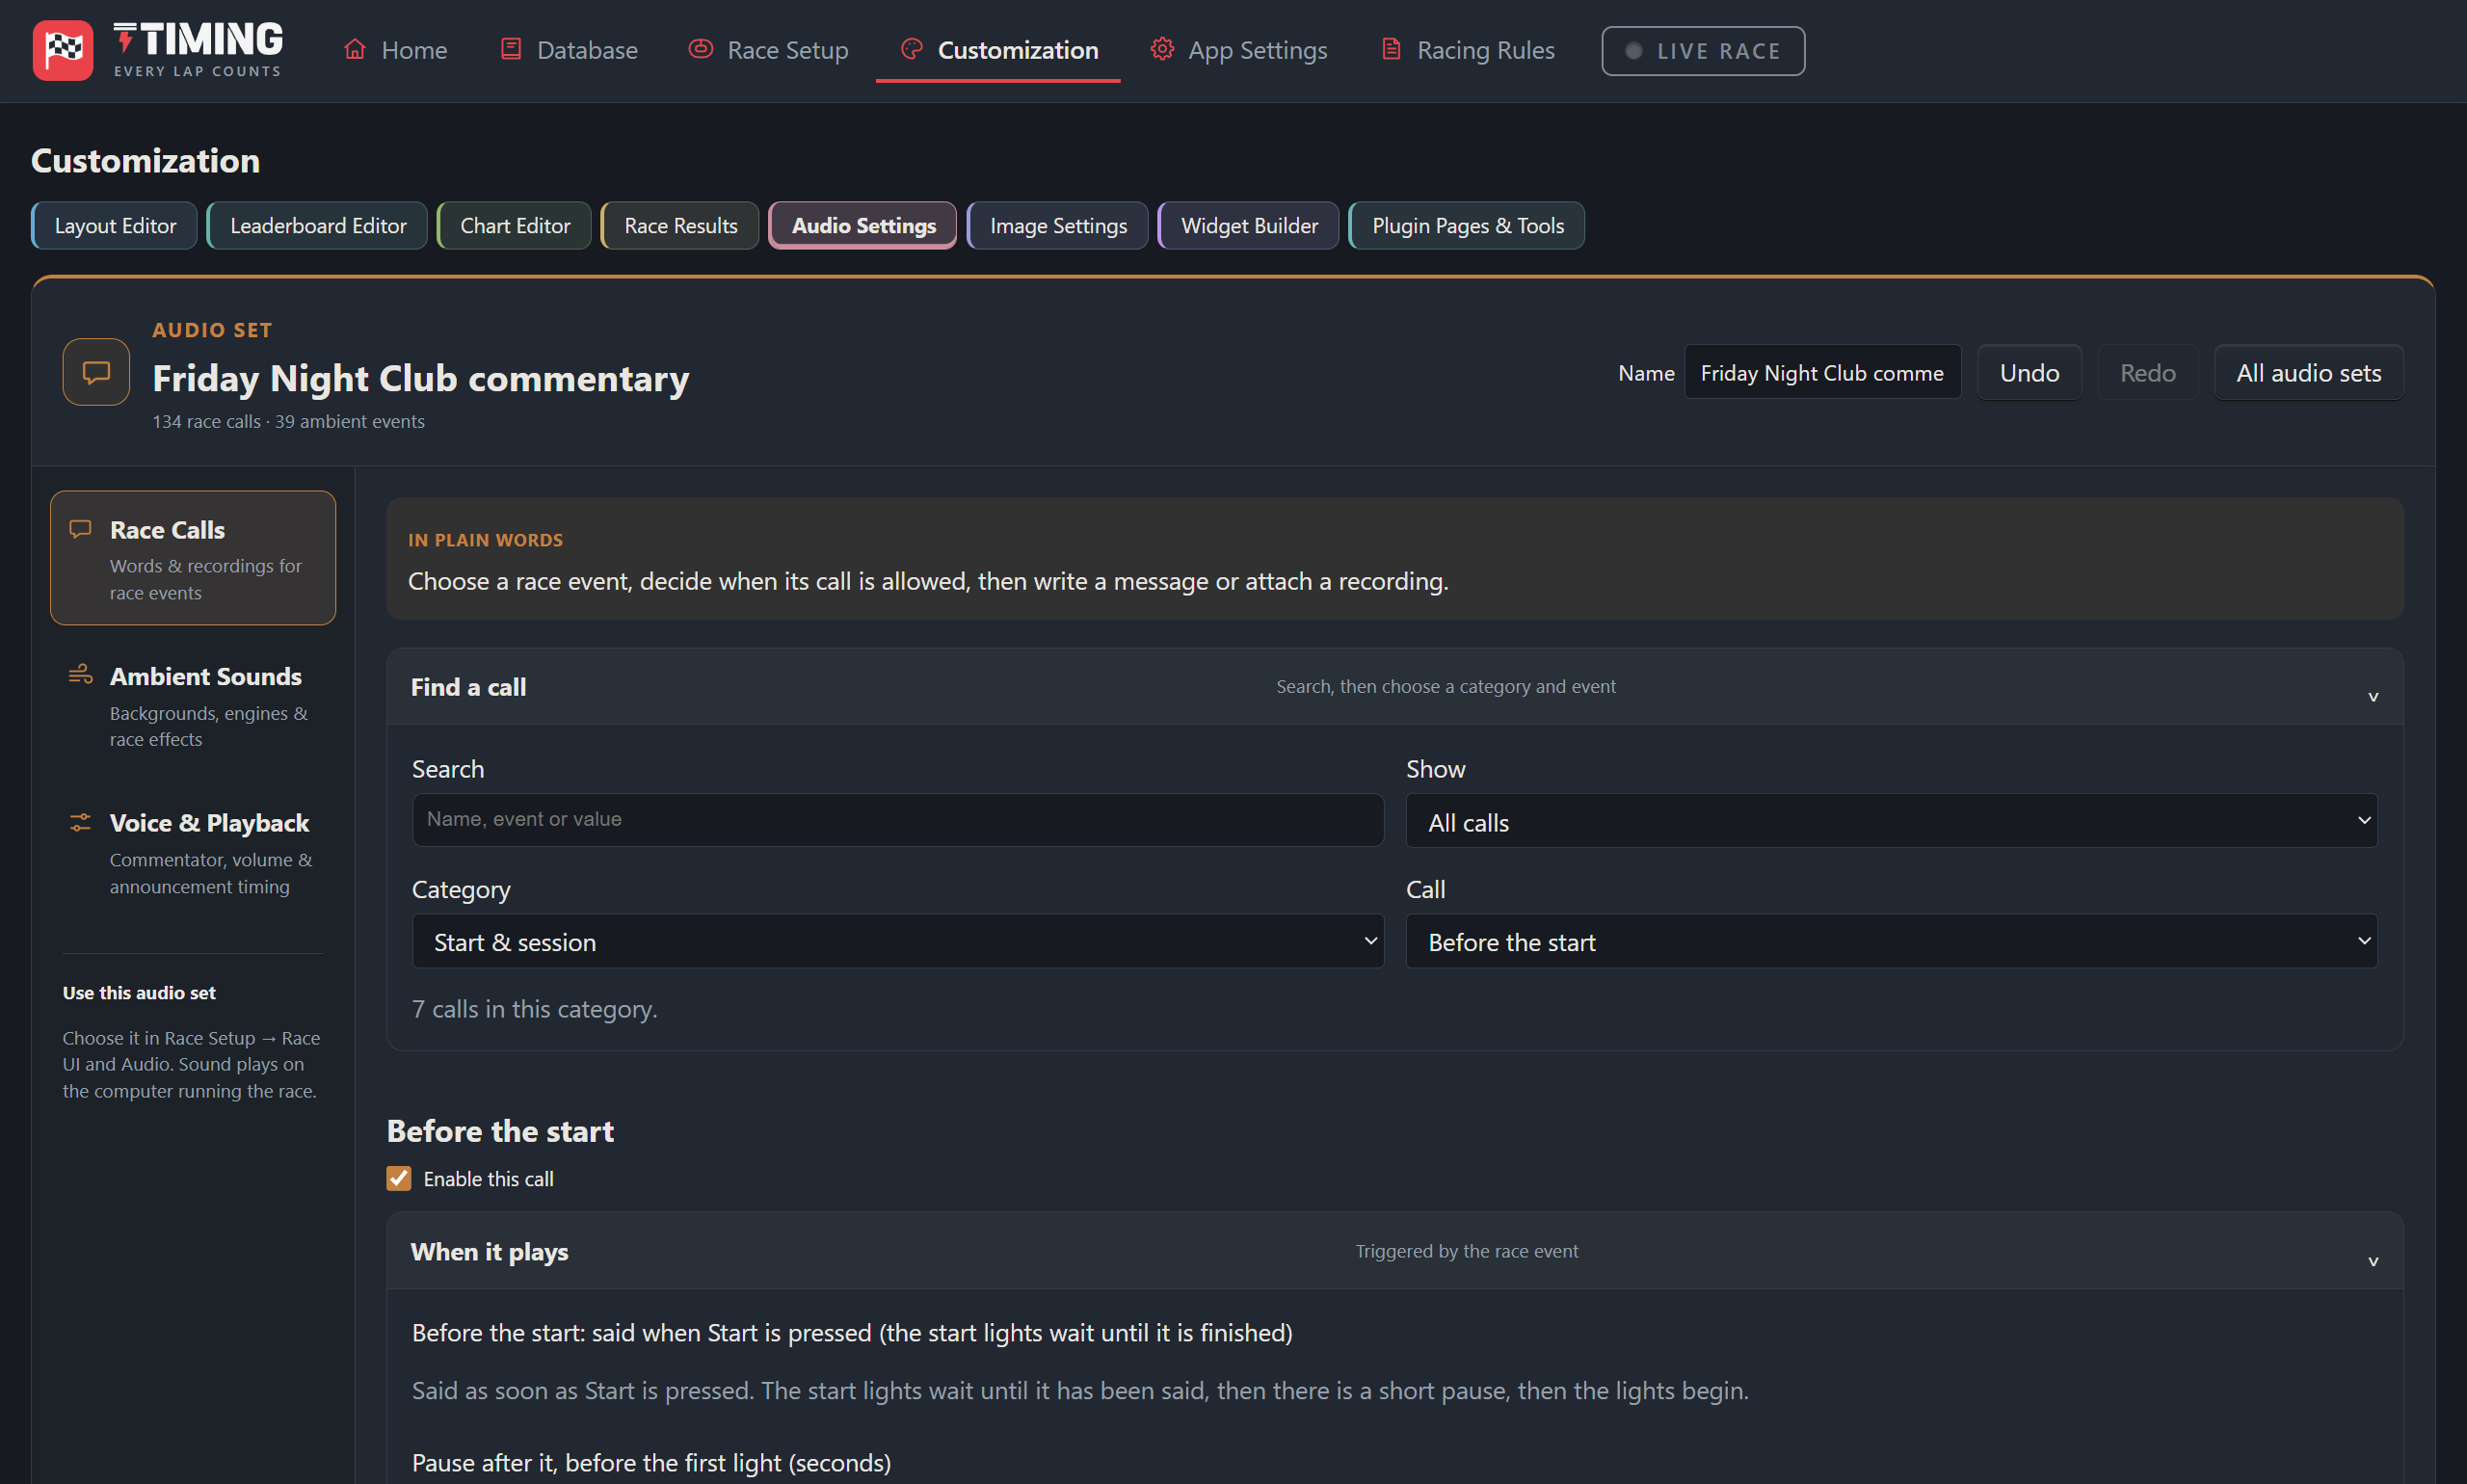 TIMING
EVERY LAP COUNTS
Home
Database
Race Setup
Customization
App Settings
Racing Rules
LIVE RACE
Customization
Layout Editor
Leaderboard Editor
Chart Editor
Race Results
Audio Settings
Image Settings
Widget Builder
Plugin Pages & Tools
AUDIO SET
Friday Night Club commentary
134 race calls · 39 ambient events
Name
Friday Night Club comme
Undo
Redo
All audio sets
Race Calls
Words & recordings for
race events
Ambient Sounds
Backgrounds, engines &
race effects
Voice & Playback
Commentator, volume &
announcement timing
Use this audio set
Choose it in Race Setup → Race
UI and Audio. Sound plays on
the computer running the race.
IN PLAIN WORDS
Choose a race event, decide when its call is allowed, then write a message or attach a recording.
Find a call
Search, then choose a category and event
v
Search
Name, event or value
Show
All calls
Category
Start & session
Call
Before the start
7 calls in this category.
Before the start
Enable this call
When it plays
Triggered by the race event
v
Before the start: said when Start is pressed (the start lights wait until it is finished)
Said as soon as Start is pressed. The start lights wait until it has been said, then there is a short pause, then the lights begin.
Pause after it, before the first light (seconds)